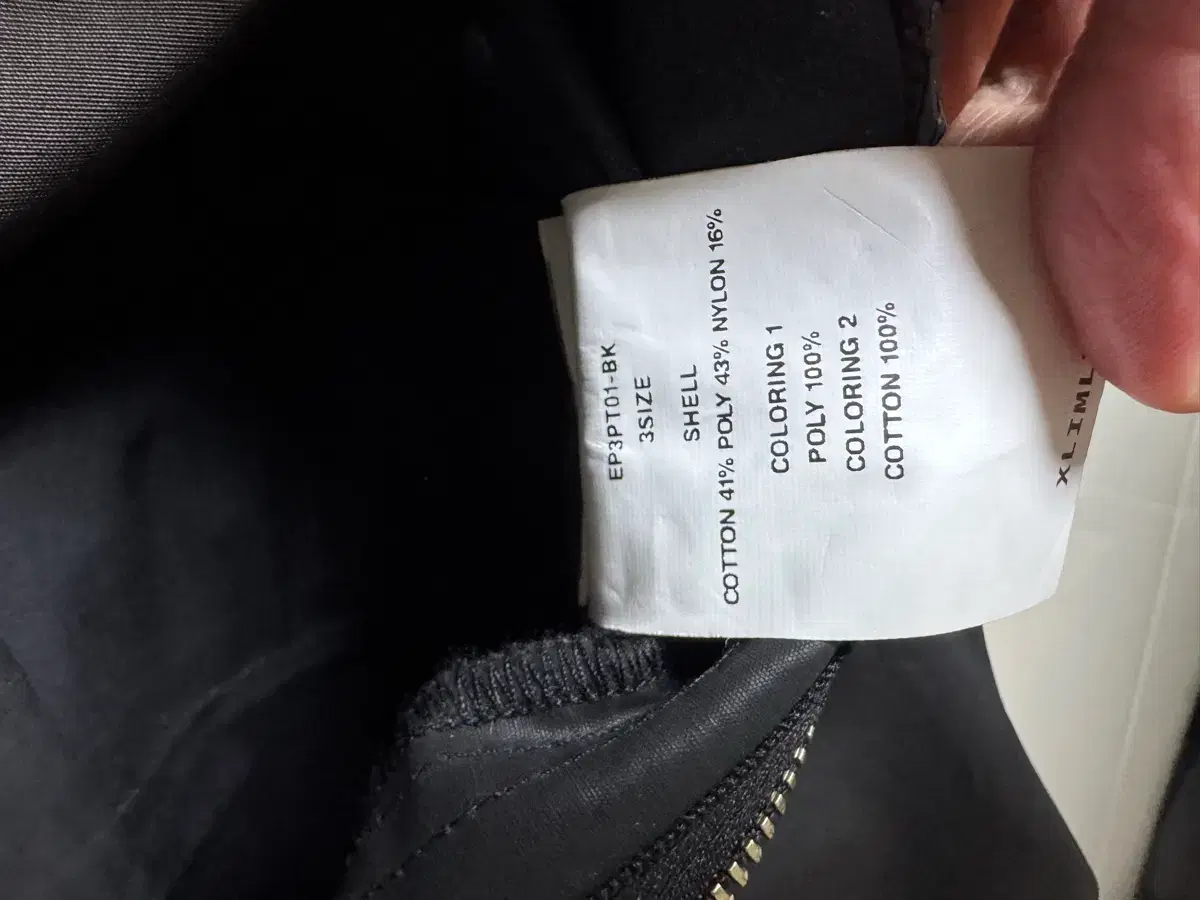 EP3PT01-BK
3SIZE
SHELL
COTTON 41% POLY 43% NYLON 16%
COLORING 1
POLY 100%
COLORING 2
COTTON 100%